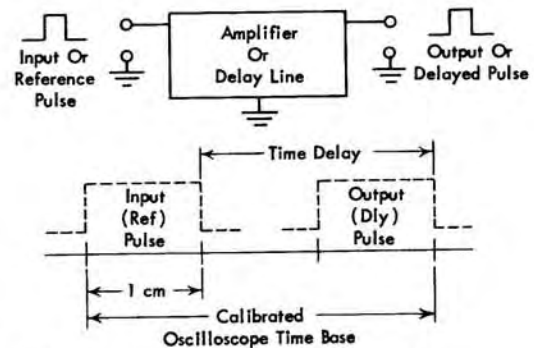 Input Or
Reference
Pulse
Amplifier
Or
Delay Line
Output Or
Delayed Pulse
Time Delay
Input
(Ref)
Pulse
Output
(Dly)
Pulse
1 cm
Calibrated
Oscilloscope Time Base